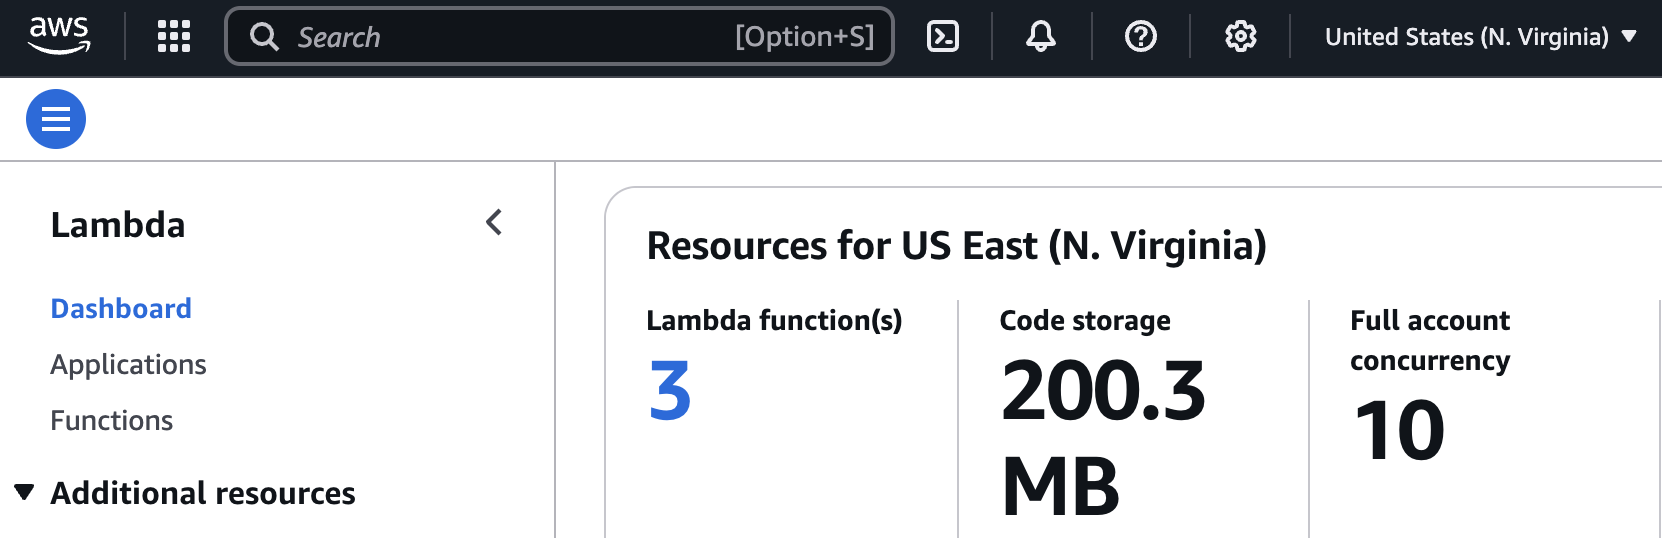 aws
Search [Option+S] United States (N. Virginia)
Lambda
Dashboard
Applications
Functions
Additional resources
Resources for US East (N. Virginia)
Lambda function(s)
3
Code storage
200.3
MB
Full account
concurrency
10